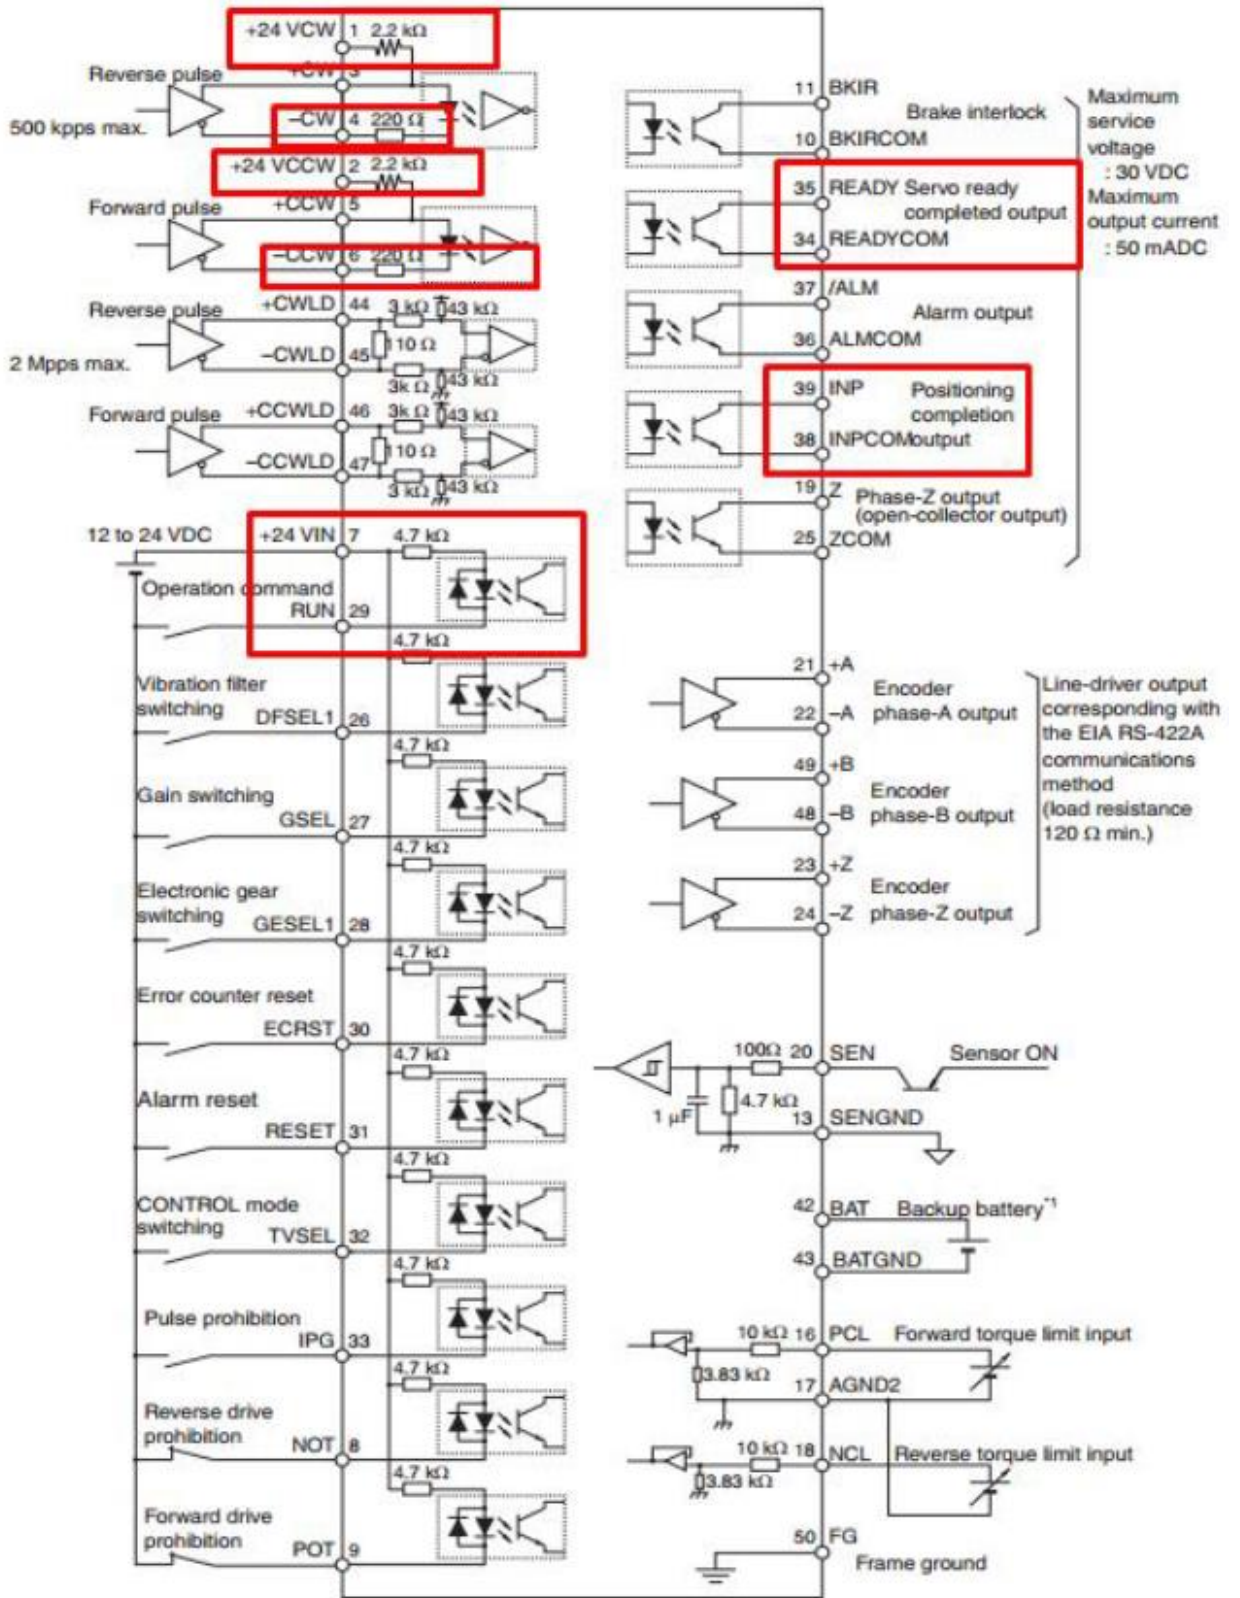 +24 VCW 1 2.2 kΩ
Reverse pulse +CW 3
500 kpps max. –CW 4 220 Ω
+24 VCCW 2 2.2 kΩ
Forward pulse +CCW 5
–CCW 6 220 Ω
Reverse pulse +CWLD 44 3 kΩ 43 kΩ
110 Ω
2 Mpps max. –CWLD 45
3k Ω 43 kΩ
Forward pulse +CCWLD 46 3k Ω 43 kΩ
110 Ω
–CCWLD 47
3 kΩ 43 kΩ
12 to 24 VDC +24 VIN 7 4.7 kΩ
Operation command
RUN 29
4.7 kΩ
Vibration filter
switching
DFSEL1 26
4.7 kΩ
Gain switching
GSEL 27
4.7 kΩ
Electronic gear
switching
GESEL1 28
4.7 kΩ
Error counter reset
ECRST 30
4.7 kΩ
Alarm reset
RESET 31
4.7 kΩ
CONTROL mode
switching
TVSEL 32
4.7 kΩ
Pulse prohibition
IPG 33
4.7 kΩ
Reverse drive
prohibition
NOT 8
4.7 kΩ
Forward drive
prohibition
POT 9
11 BKIR
Brake interlock
10 BKIRCOM
35 READY Servo ready
completed output
34 READYCOM
37 /ALM
Alarm output
36 ALMCOM
39 INP Positioning
completion
38 INPCOM output
19 Z Phase-Z output
(open-collector output)
25 ZCOM
Maximum
service
voltage
: 30 VDC
Maximum
output current
: 50 mADC
21 +A
Encoder
22 –A phase-A output
49 +B
Encoder
48 –B phase-B output
23 +Z
Encoder
24 –Z phase-Z output
Line-driver output
corresponding with
the EIA RS-422A
communications
method
(load resistance
120 Ω min.)
100Ω 20 SEN Sensor ON
1 μF 4.7 kΩ
13 SENGND
42 BAT Backup battery*1
43 BATGND
10 kΩ 16 PCL Forward torque limit input
3.83 kΩ
17 AGND2
10 kΩ 18 NCL Reverse torque limit input
3.83 kΩ
50 FG
Frame ground